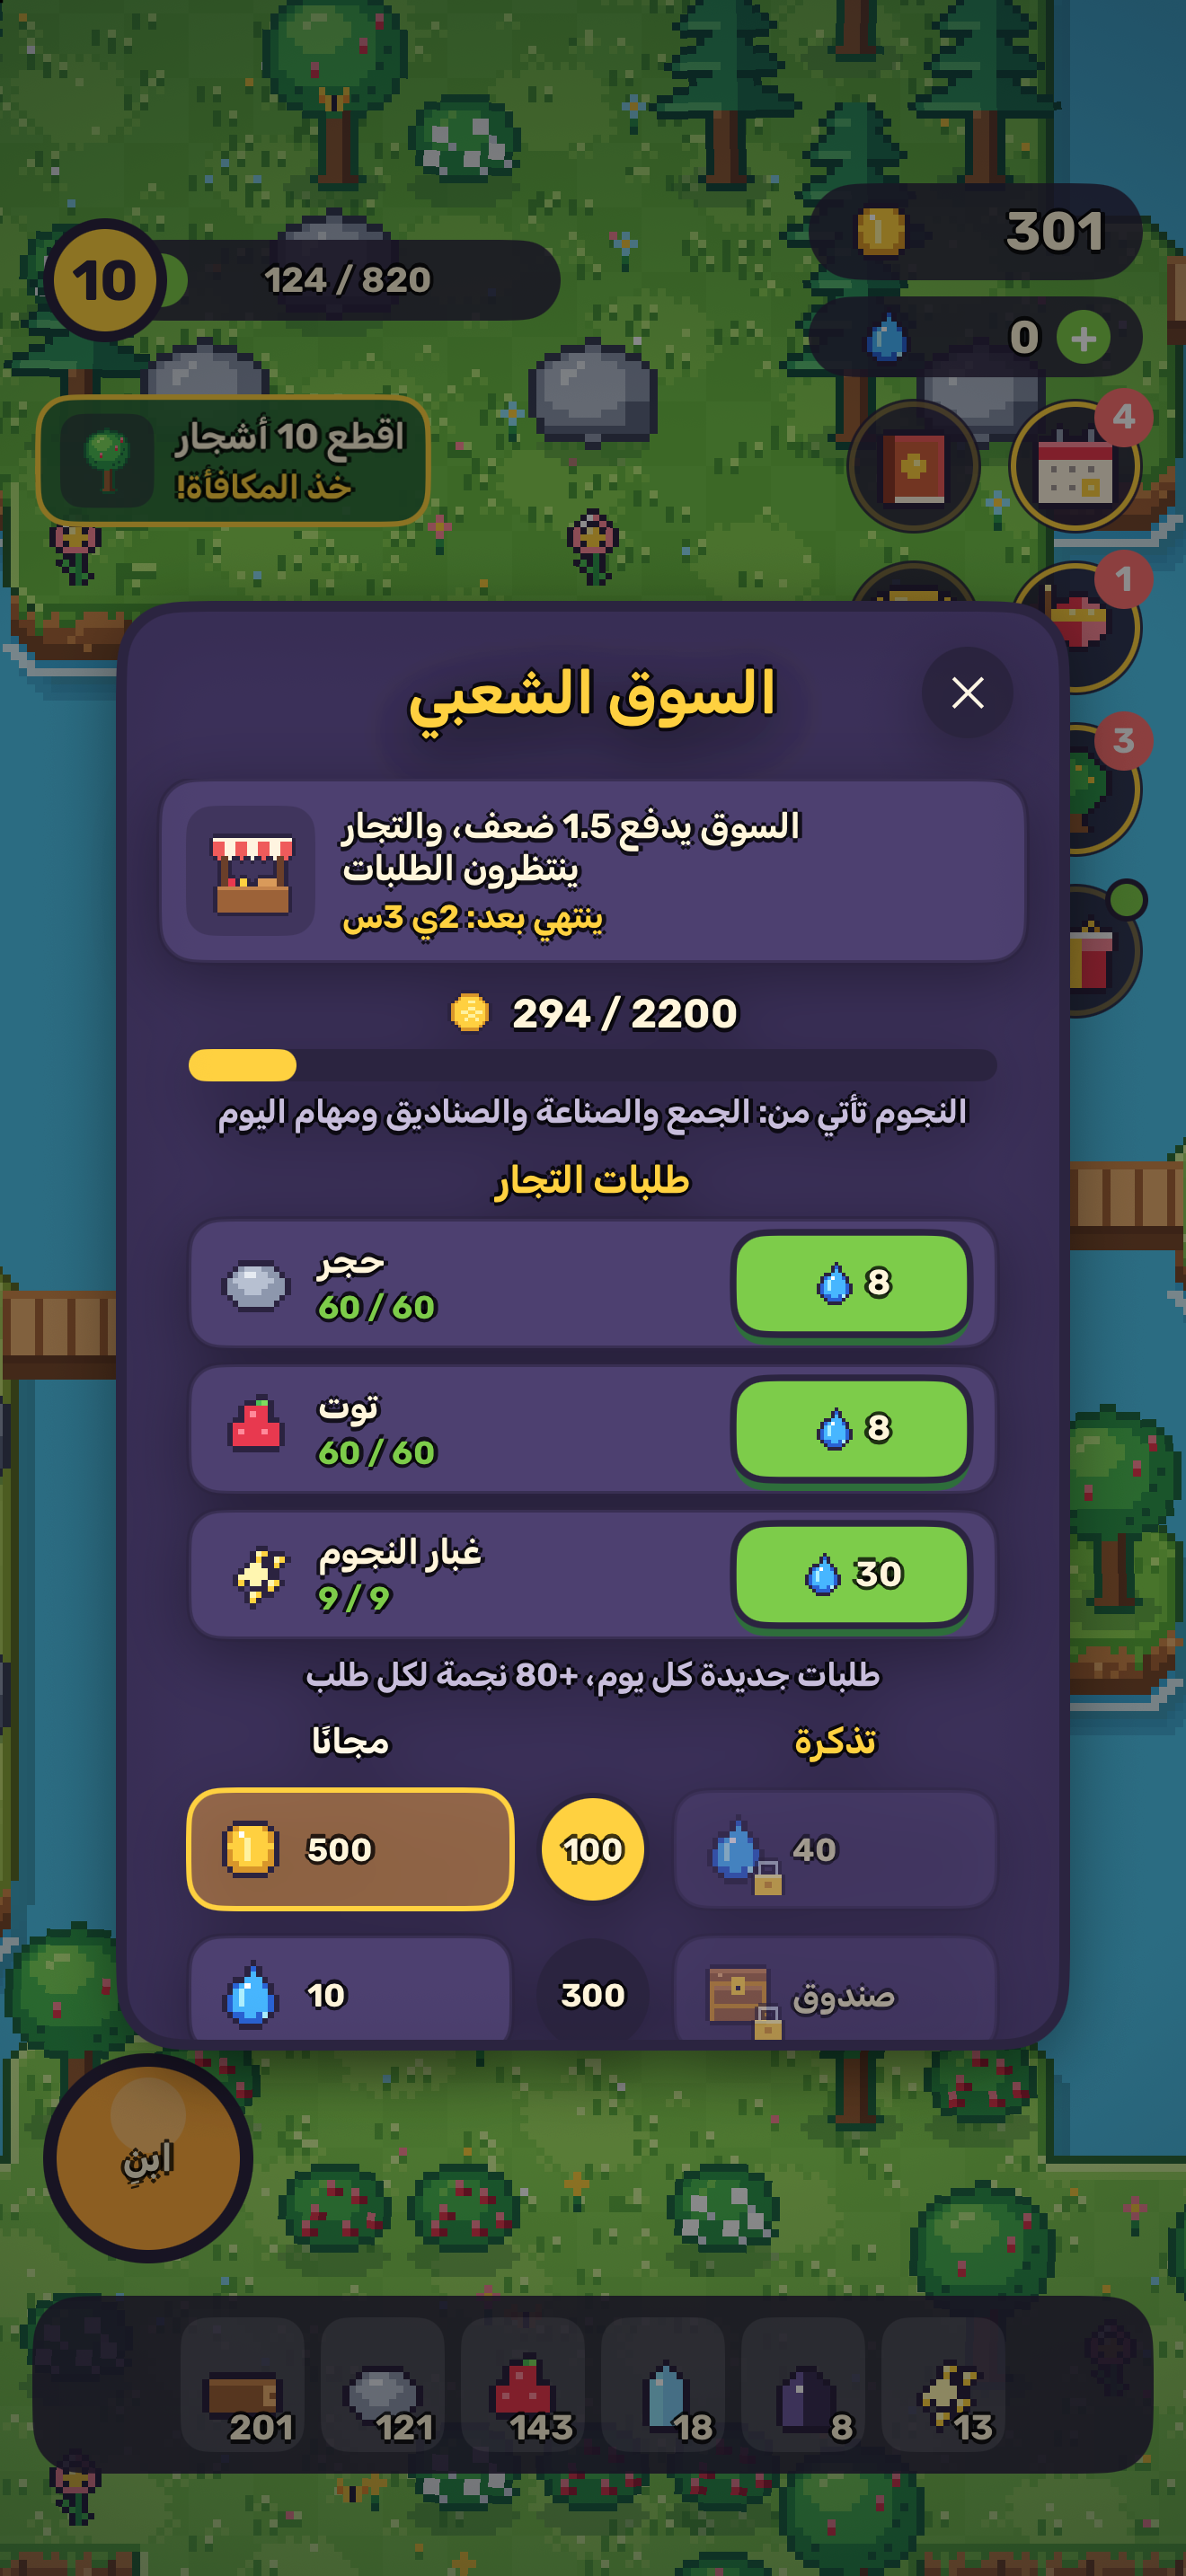 301
10
124 / 820
0
+
4
اقطع 10 أشجار
خذ المكافأة!
1
3
السوق الشعبي
السوق يدفع 1.5 ضعف، والتجار
ينتظرون الطلبات
ينتهي بعد: 2ي 3س
294 / 2200
النجوم تأتي من: الجمع والصناعة والصناديق ومهام اليوم
طلبات التجار
حجر
60 / 60
8
توت
60 / 60
8
غبار النجوم
9 / 9
30
طلبات جديدة كل يوم، +80 نجمة لكل طلب
مجانًا
تذكرة
500
100
40
10
300
صندوق
ابنِ
201
121
143
18
8
13